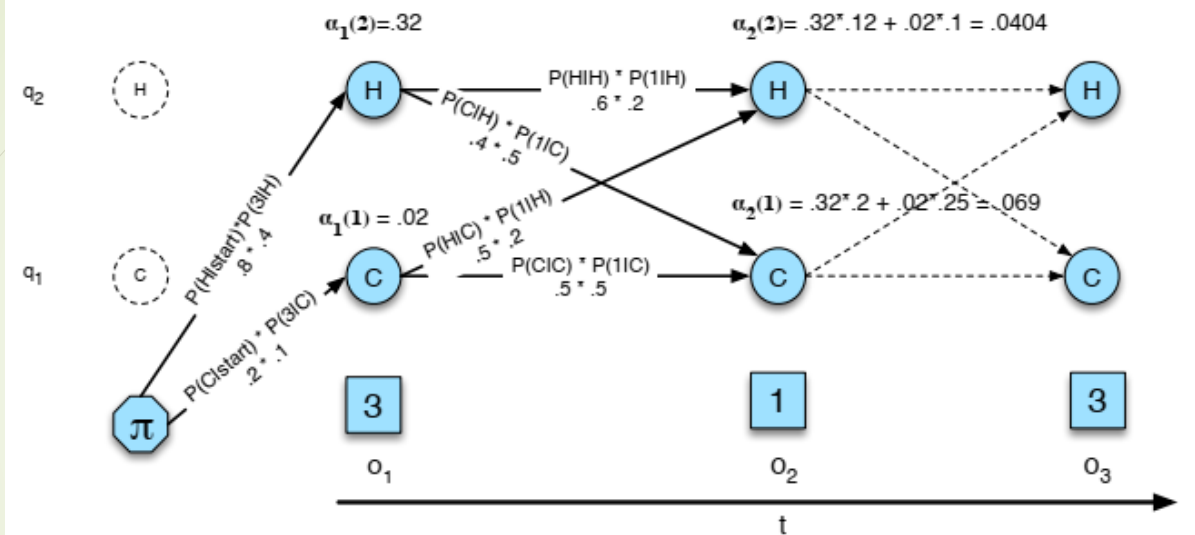 α₁(2)=.32
α₂(2)= .32*.12 + .02*.1 = .0404
q₂
H
H
P(H|H) * P(1|H)
.6 * .2
H
H
P(C|H) * P(1|C)
.4 * .5
P(H|start)*P(3|H)
.8 * .4
α₁(1) = .02
P(H|C) * P(1|H)
.5 * .2
α₂(1) = .32*.2 + .02*.25 = .069
q₁
C
C
P(C|C) * P(1|C)
.5 * .5
C
C
P(C|start) * P(3|C)
.2 * .1
π
3
1
3
o₁
o₂
o₃
t